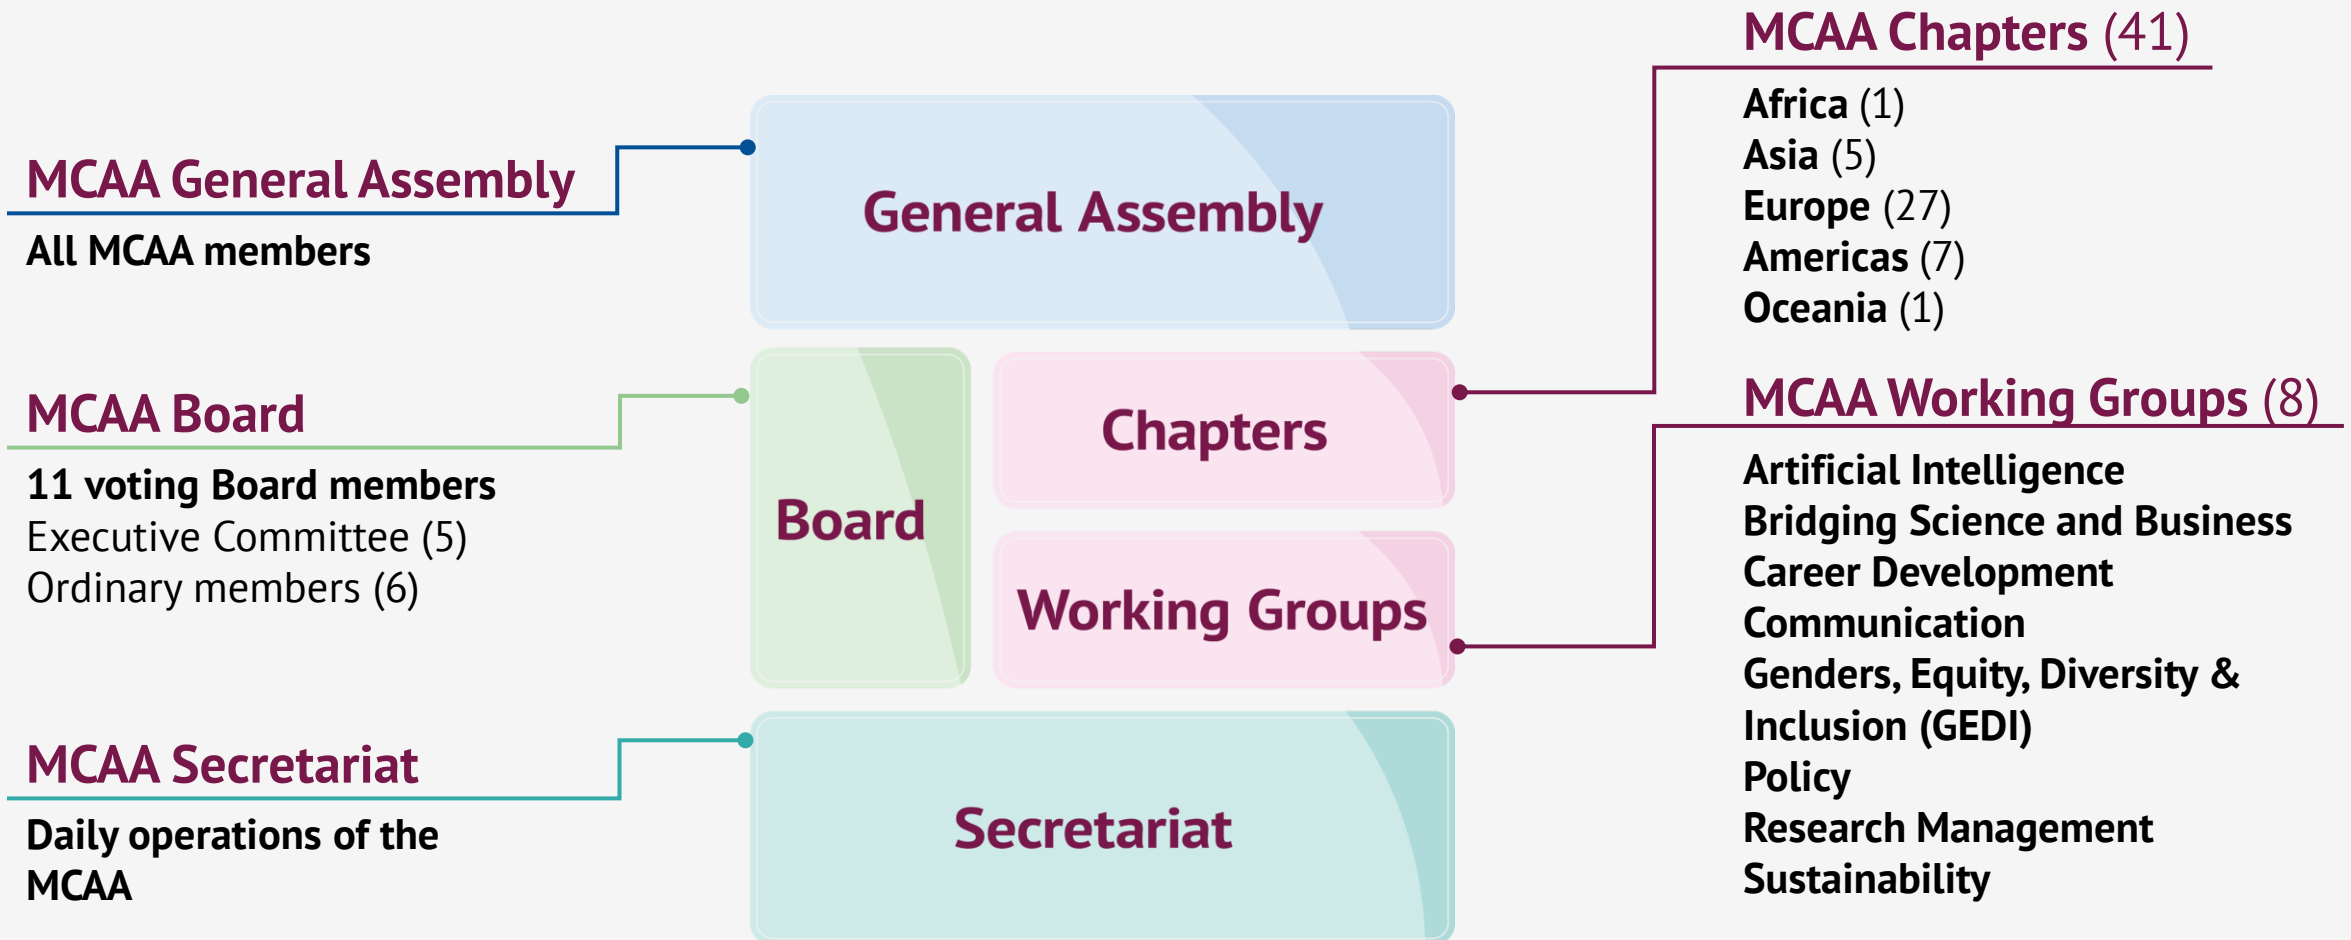 MCAA General Assembly
All MCAA members
MCAA Board
11 voting Board members
Executive Committee (5)
Ordinary members (6)
MCAA Secretariat
Daily operations of the
MCAA
General Assembly
Board
Chapters
Working Groups
Secretariat
MCAA Chapters (41)
Africa (1)
Asia (5)
Europe (27)
Americas (7)
Oceania (1)
MCAA Working Groups (8)
Artificial Intelligence
Bridging Science and Business
Career Development
Communication
Genders, Equity, Diversity &
Inclusion (GEDI)
Policy
Research Management
Sustainability